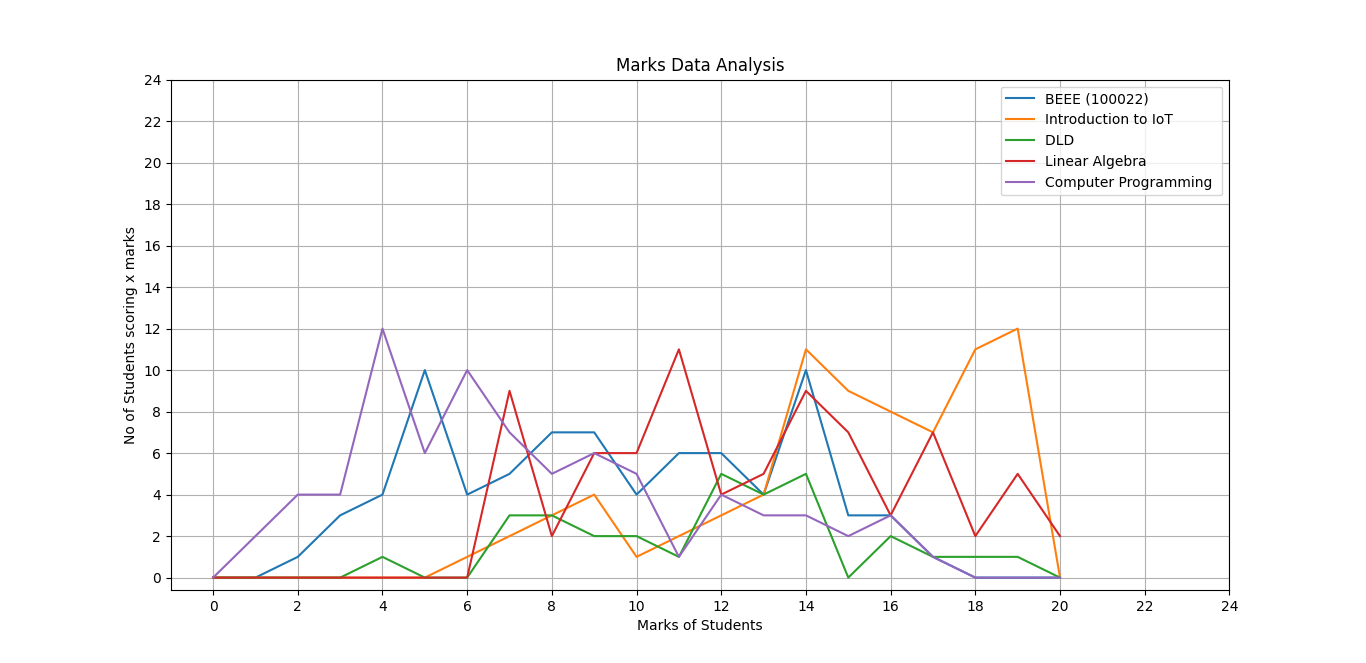 Marks Data Analysis
24
22
20
18
16
14
12
10
8
6
4
2
0
No of Students scoring x marks
BEEE (100022)
Introduction to IoT
DLD
Linear Algebra
Computer Programming
0 2 4 6 8 10 12 14 16 18 20 22 24
Marks of Students